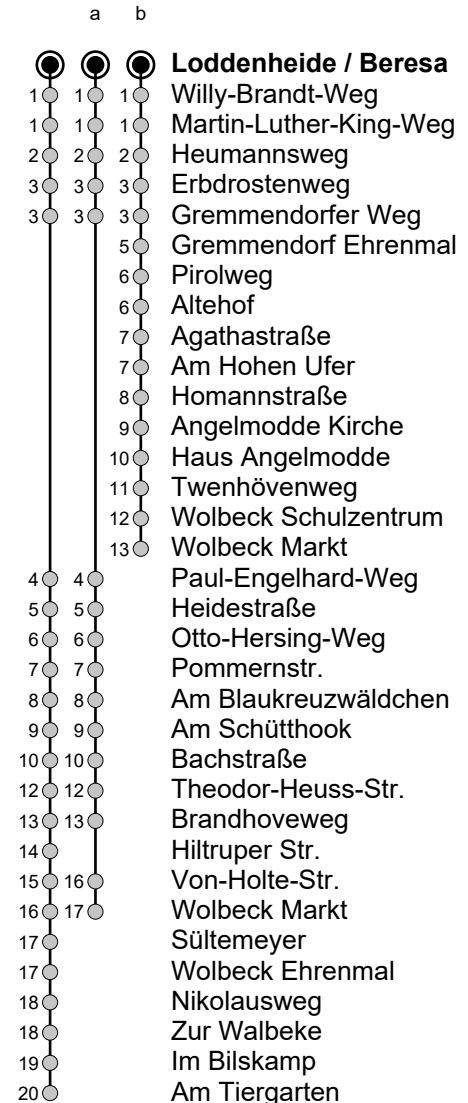 a b
Loddenheide / Beresa
1 1 1 Willy-Brandt-Weg
1 1 1 Martin-Luther-King-Weg
2 2 2 Heumannsweg
3 3 3 Erbdrostenweg
3 3 3 Gremmendorfer Weg
5 Gremmendorf Ehrenmal
6 Pirolweg
6 Altehof
7 Agathastraße
7 Am Hohen Ufer
8 Homannstraße
9 Angelmodde Kirche
10 Haus Angelmodde
11 Twenhövenweg
12 Wolbeck Schulzentrum
13 Wolbeck Markt
4 4 Paul-Engelhard-Weg
5 5 Heidestraße
6 6 Otto-Hersing-Weg
7 7 Pommernstr.
8 8 Am Blaukreuzwäldchen
9 9 Am Schütthook
10 10 Bachstraße
12 12 Theodor-Heuss-Str.
13 13 Brandhoveweg
14 Hiltruper Str.
15 16 Von-Holte-Str.
16 17 Wolbeck Markt
17 Sültemeyer
17 Wolbeck Ehrenmal
18 Nikolausweg
18 Zur Walbeke
19 Im Bilskamp
20 Am Tiergarten